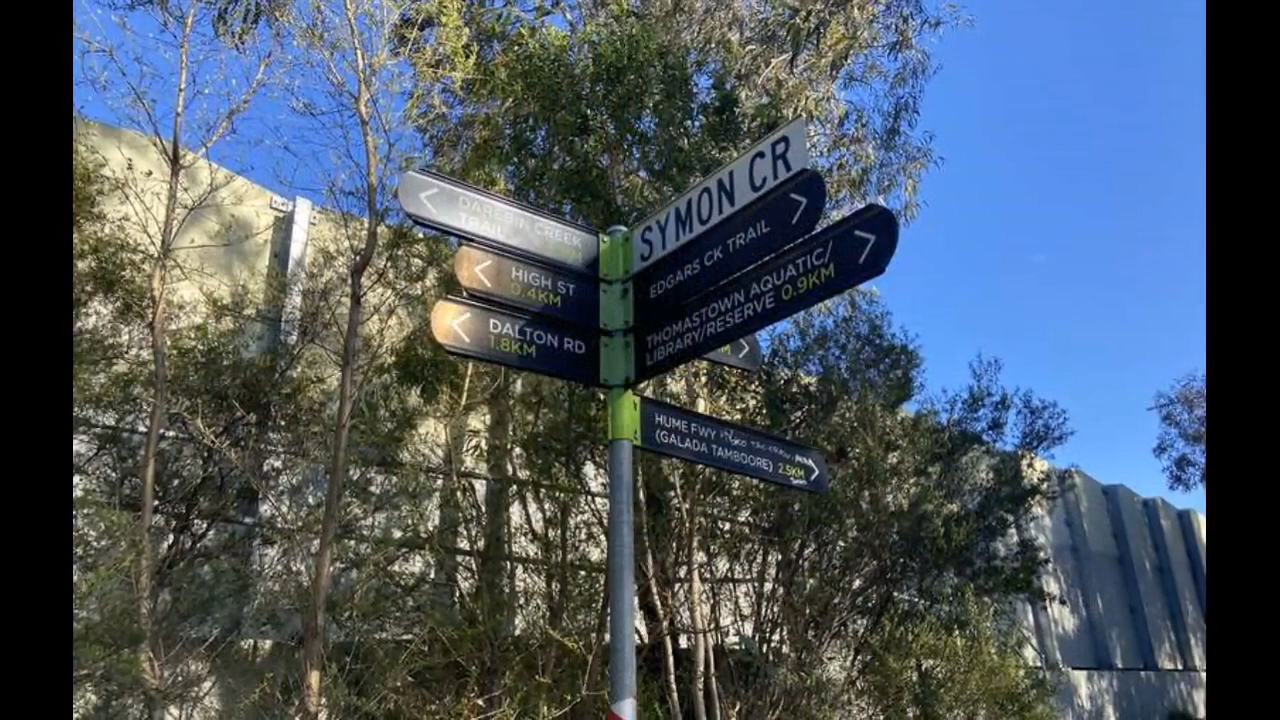 SYMON CR
EDGARS CK TRAIL
THOMASTOWN AQUATIC/
LIBRARY/RESERVE 0.9KM
DAREBIN CREEK
TRAIL
HIGH ST
0.4KM
DALTON RD
1.8KM
HUME FWY
(GALADA TAMBOORE) 2.5KM